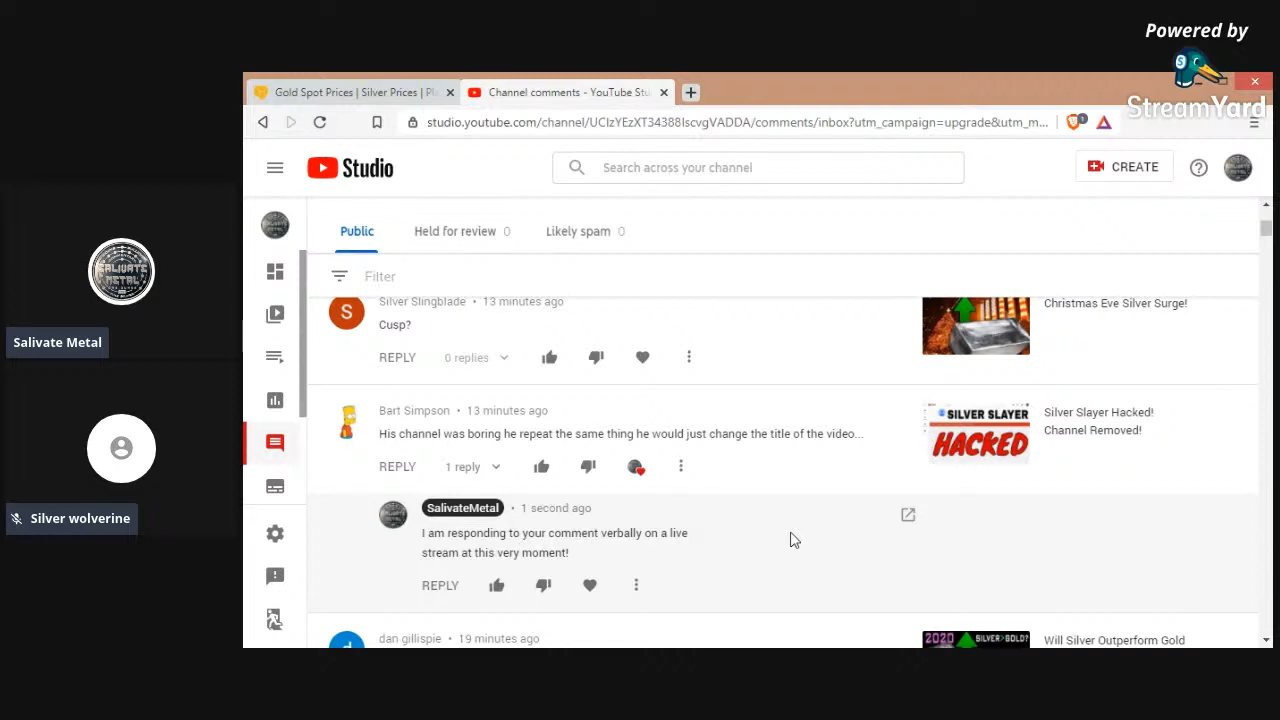 Powered by
StreamYard
Gold Spot Prices | Silver Prices | Pl
Channel comments - YouTube Stu
studio.youtube.com/channel/UCIzYEzXT34388IscvgVADDA/comments/inbox?utm_campaign=upgrade&utm_m...
1
Studio
Search across your channel
CREATE
Public
Held for review 0
Likely spam 0
Filter
Silver Slingblade • 13 minutes ago
Cusp?
REPLY
0 replies
Christmas Eve Silver Surge!
S
Bart Simpson • 13 minutes ago
His channel was boring he repeat the same thing he would just change the title of the video...
REPLY
1 reply
SILVER SLAYER
HACKED
Silver Slayer Hacked!
Channel Removed!
SalivateMetal • 1 second ago
I am responding to your comment verbally on a live
stream at this very moment!
REPLY
d
dan gillispie • 19 minutes ago
2020
SILVER>GOLD?
Will Silver Outperform Gold
SALIVATE
METAL
Salivate Metal
Silver wolverine